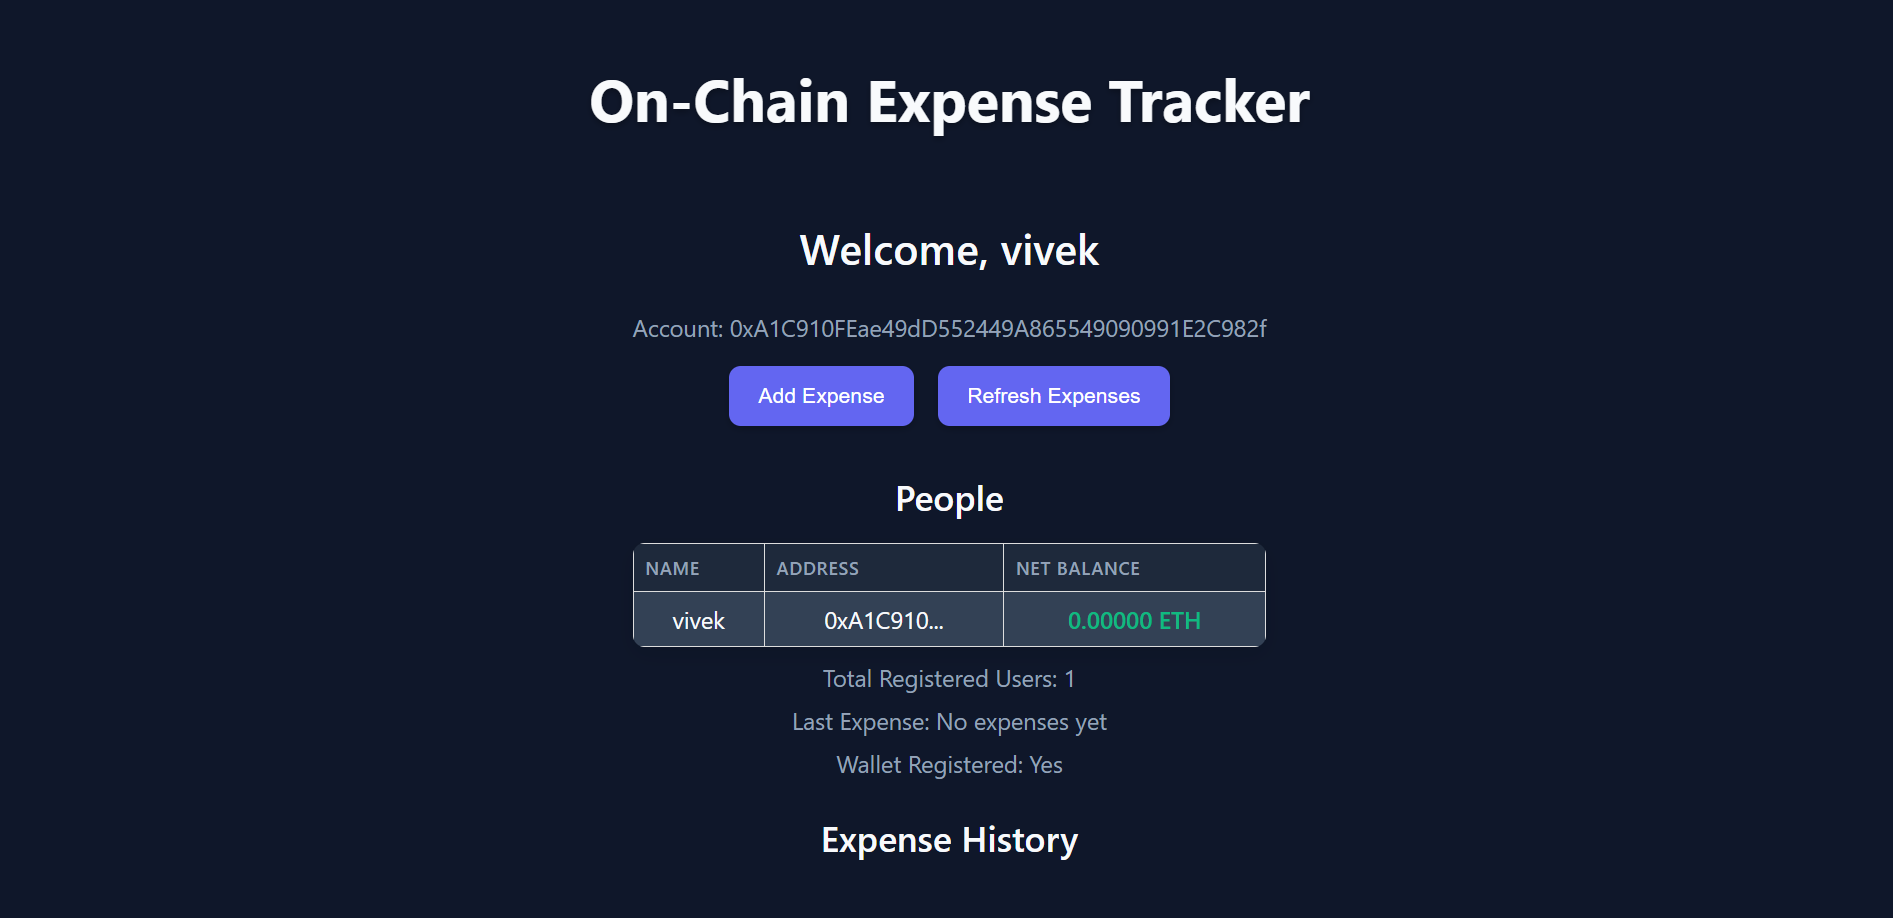 On-Chain Expense Tracker
Welcome, vivek
Account: 0xA1C910FEae49dD552449A865549090991E2C982f
Add Expense Refresh Expenses
People
NAME ADDRESS NET BALANCE
vivek 0xA1C910... 0.00000 ETH
Total Registered Users: 1
Last Expense: No expenses yet
Wallet Registered: Yes
Expense History